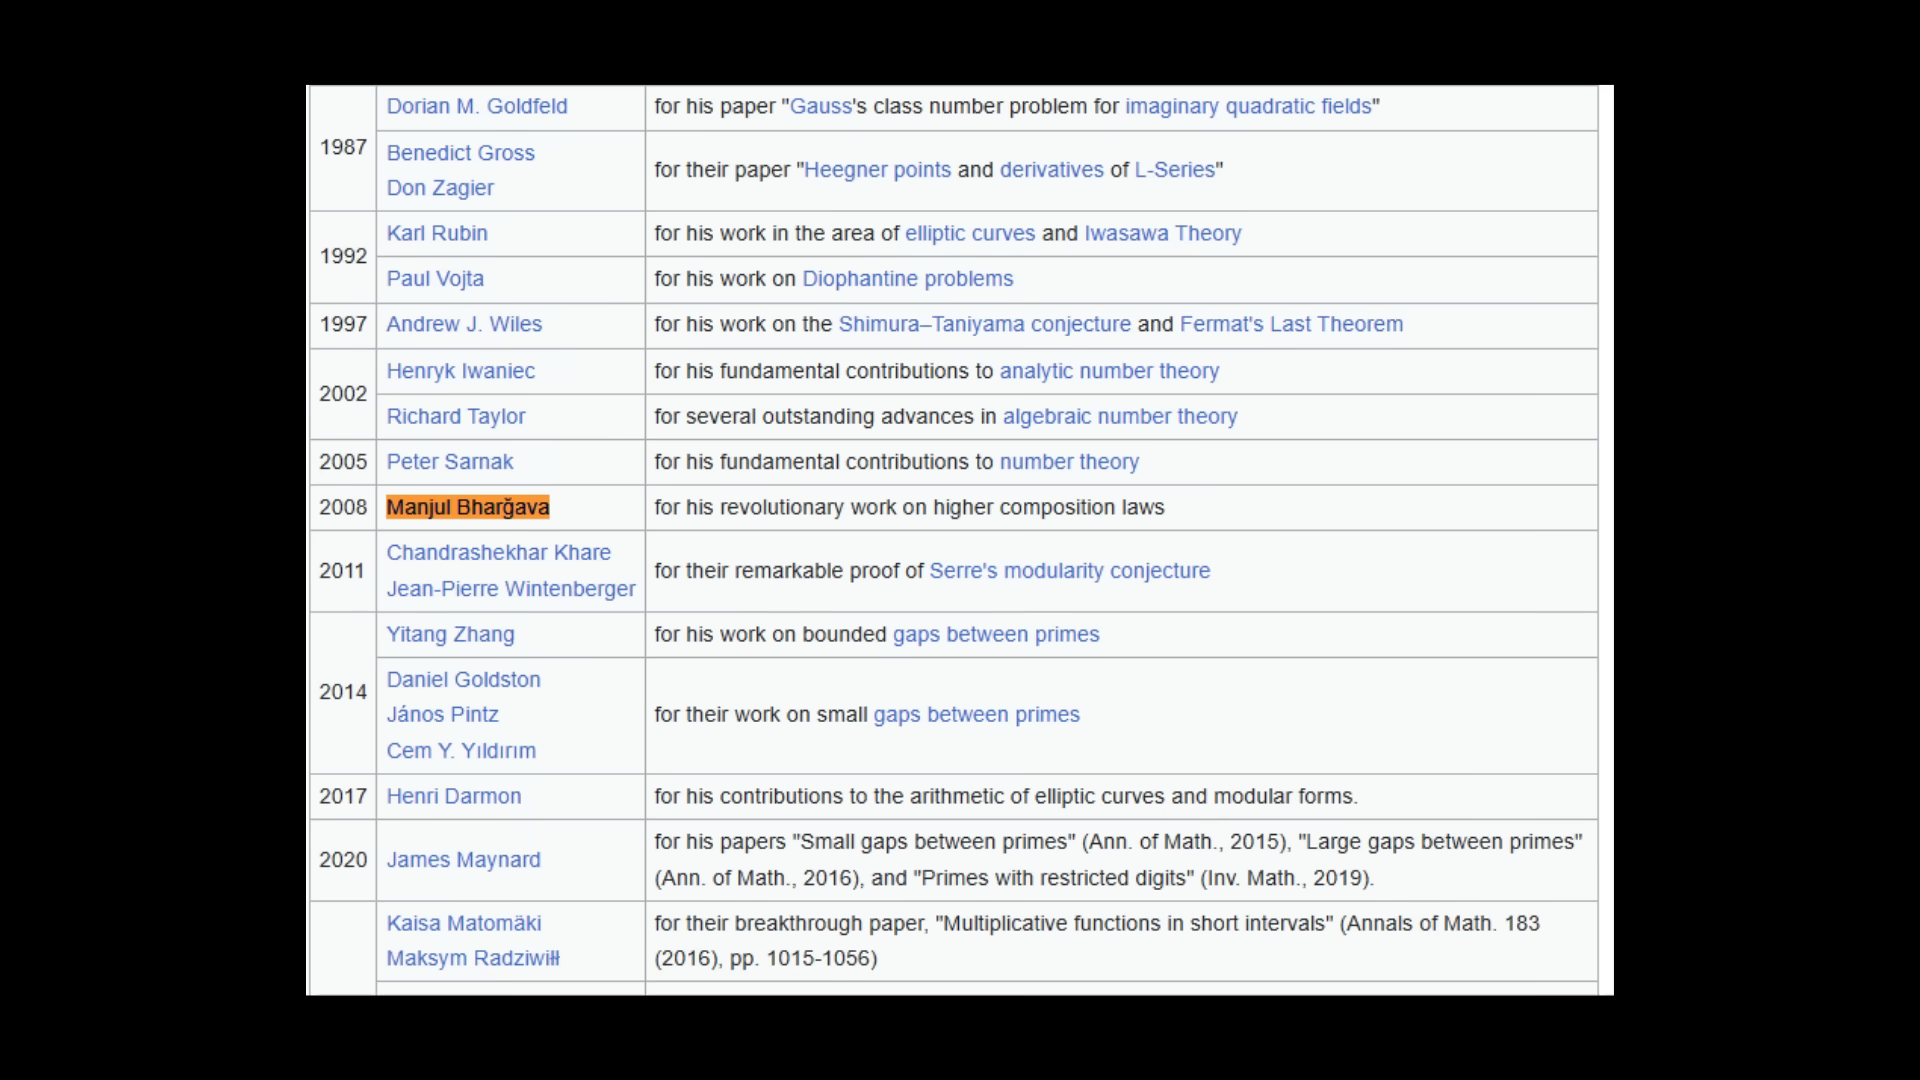 1987
Dorian M. Goldfeld
for his paper "Gauss's class number problem for imaginary quadratic fields"
Benedict Gross
Don Zagier
for their paper "Heegner points and derivatives of L-Series"
1992
Karl Rubin
for his work in the area of elliptic curves and Iwasawa Theory
Paul Vojta
for his work on Diophantine problems
1997
Andrew J. Wiles
for his work on the Shimura–Taniyama conjecture and Fermat's Last Theorem
2002
Henryk Iwaniec
for his fundamental contributions to analytic number theory
Richard Taylor
for several outstanding advances in algebraic number theory
2005
Peter Sarnak
for his fundamental contributions to number theory
2008
Manjul Bharğava
for his revolutionary work on higher composition laws
2011
Chandrashekhar Khare
Jean-Pierre Wintenberger
for their remarkable proof of Serre's modularity conjecture
2014
Yitang Zhang
for his work on bounded gaps between primes
Daniel Goldston
János Pintz
Cem Y. Yıldırım
for their work on small gaps between primes
2017
Henri Darmon
for his contributions to the arithmetic of elliptic curves and modular forms.
2020
James Maynard
for his papers "Small gaps between primes" (Ann. of Math., 2015), "Large gaps between primes"
(Ann. of Math., 2016), and "Primes with restricted digits" (Inv. Math., 2019).
Kaisa Matomäki
Maksym Radziwiłł
for their breakthrough paper, "Multiplicative functions in short intervals" (Annals of Math. 183
(2016), pp. 1015-1056)